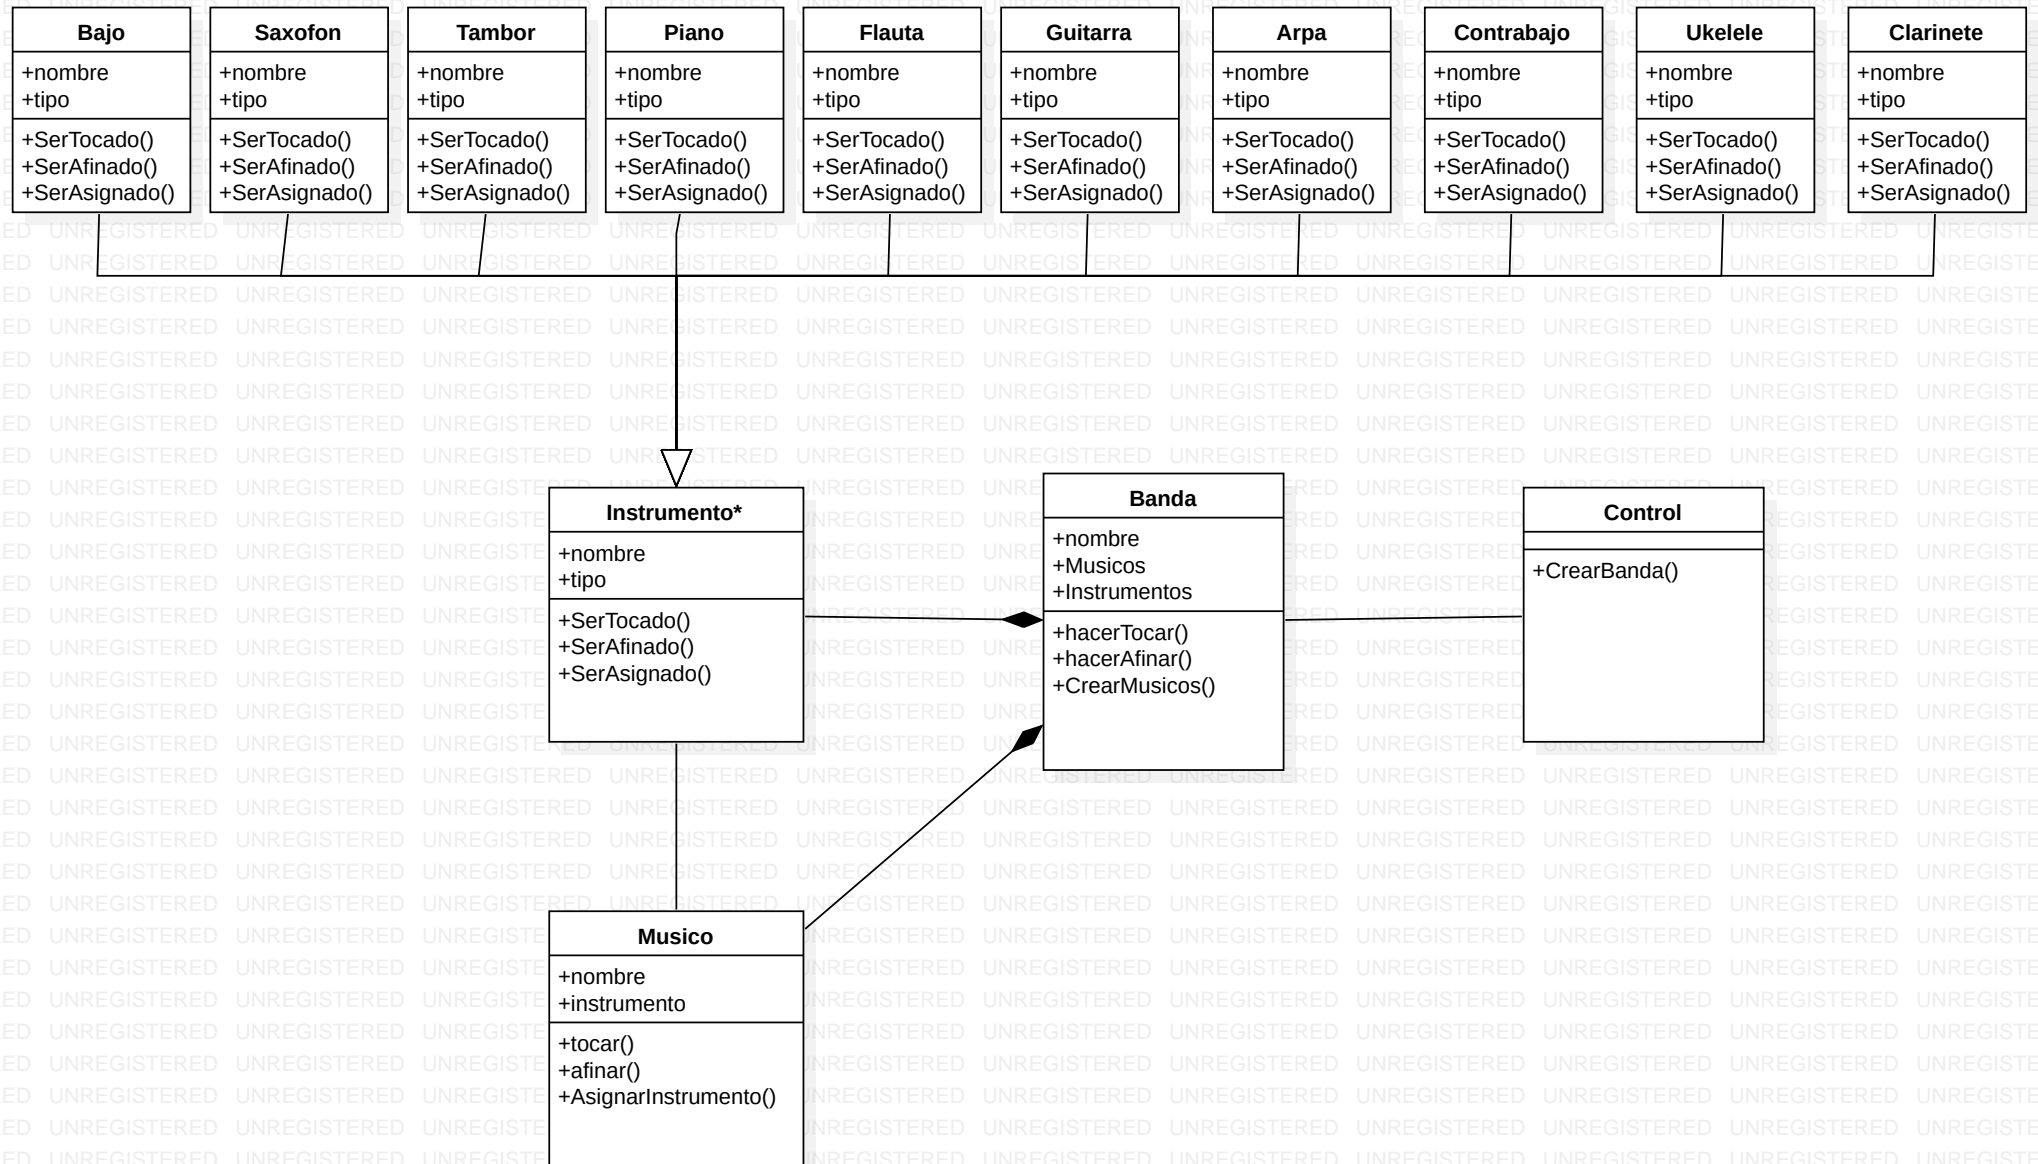 Bajo
+nombre
+tipo
+SerTocado()
+SerAfinado()
+SerAsignado()
Saxofon
+nombre
+tipo
+SerTocado()
+SerAfinado()
+SerAsignado()
Tambor
+nombre
+tipo
+SerTocado()
+SerAfinado()
+SerAsignado()
Piano
+nombre
+tipo
+SerTocado()
+SerAfinado()
+SerAsignado()
Flauta
+nombre
+tipo
+SerTocado()
+SerAfinado()
+SerAsignado()
Guitarra
+nombre
+tipo
+SerTocado()
+SerAfinado()
+SerAsignado()
Arpa
+nombre
+tipo
+SerTocado()
+SerAfinado()
+SerAsignado()
Contrabajo
+nombre
+tipo
+SerTocado()
+SerAfinado()
+SerAsignado()
Ukelele
+nombre
+tipo
+SerTocado()
+SerAfinado()
+SerAsignado()
Clarinete
+nombre
+tipo
+SerTocado()
+SerAfinado()
+SerAsignado()
Instrumento*
+nombre
+tipo
+SerTocado()
+SerAfinado()
+SerAsignado()
Banda
+nombre
+Musicos
+Instrumentos
+hacerTocar()
+hacerAfinar()
+CrearMusicos()
Control
+CrearBanda()
Musico
+nombre
+instrumento
+tocar()
+afinar()
+AsignarInstrumento()
UNREGISTERED